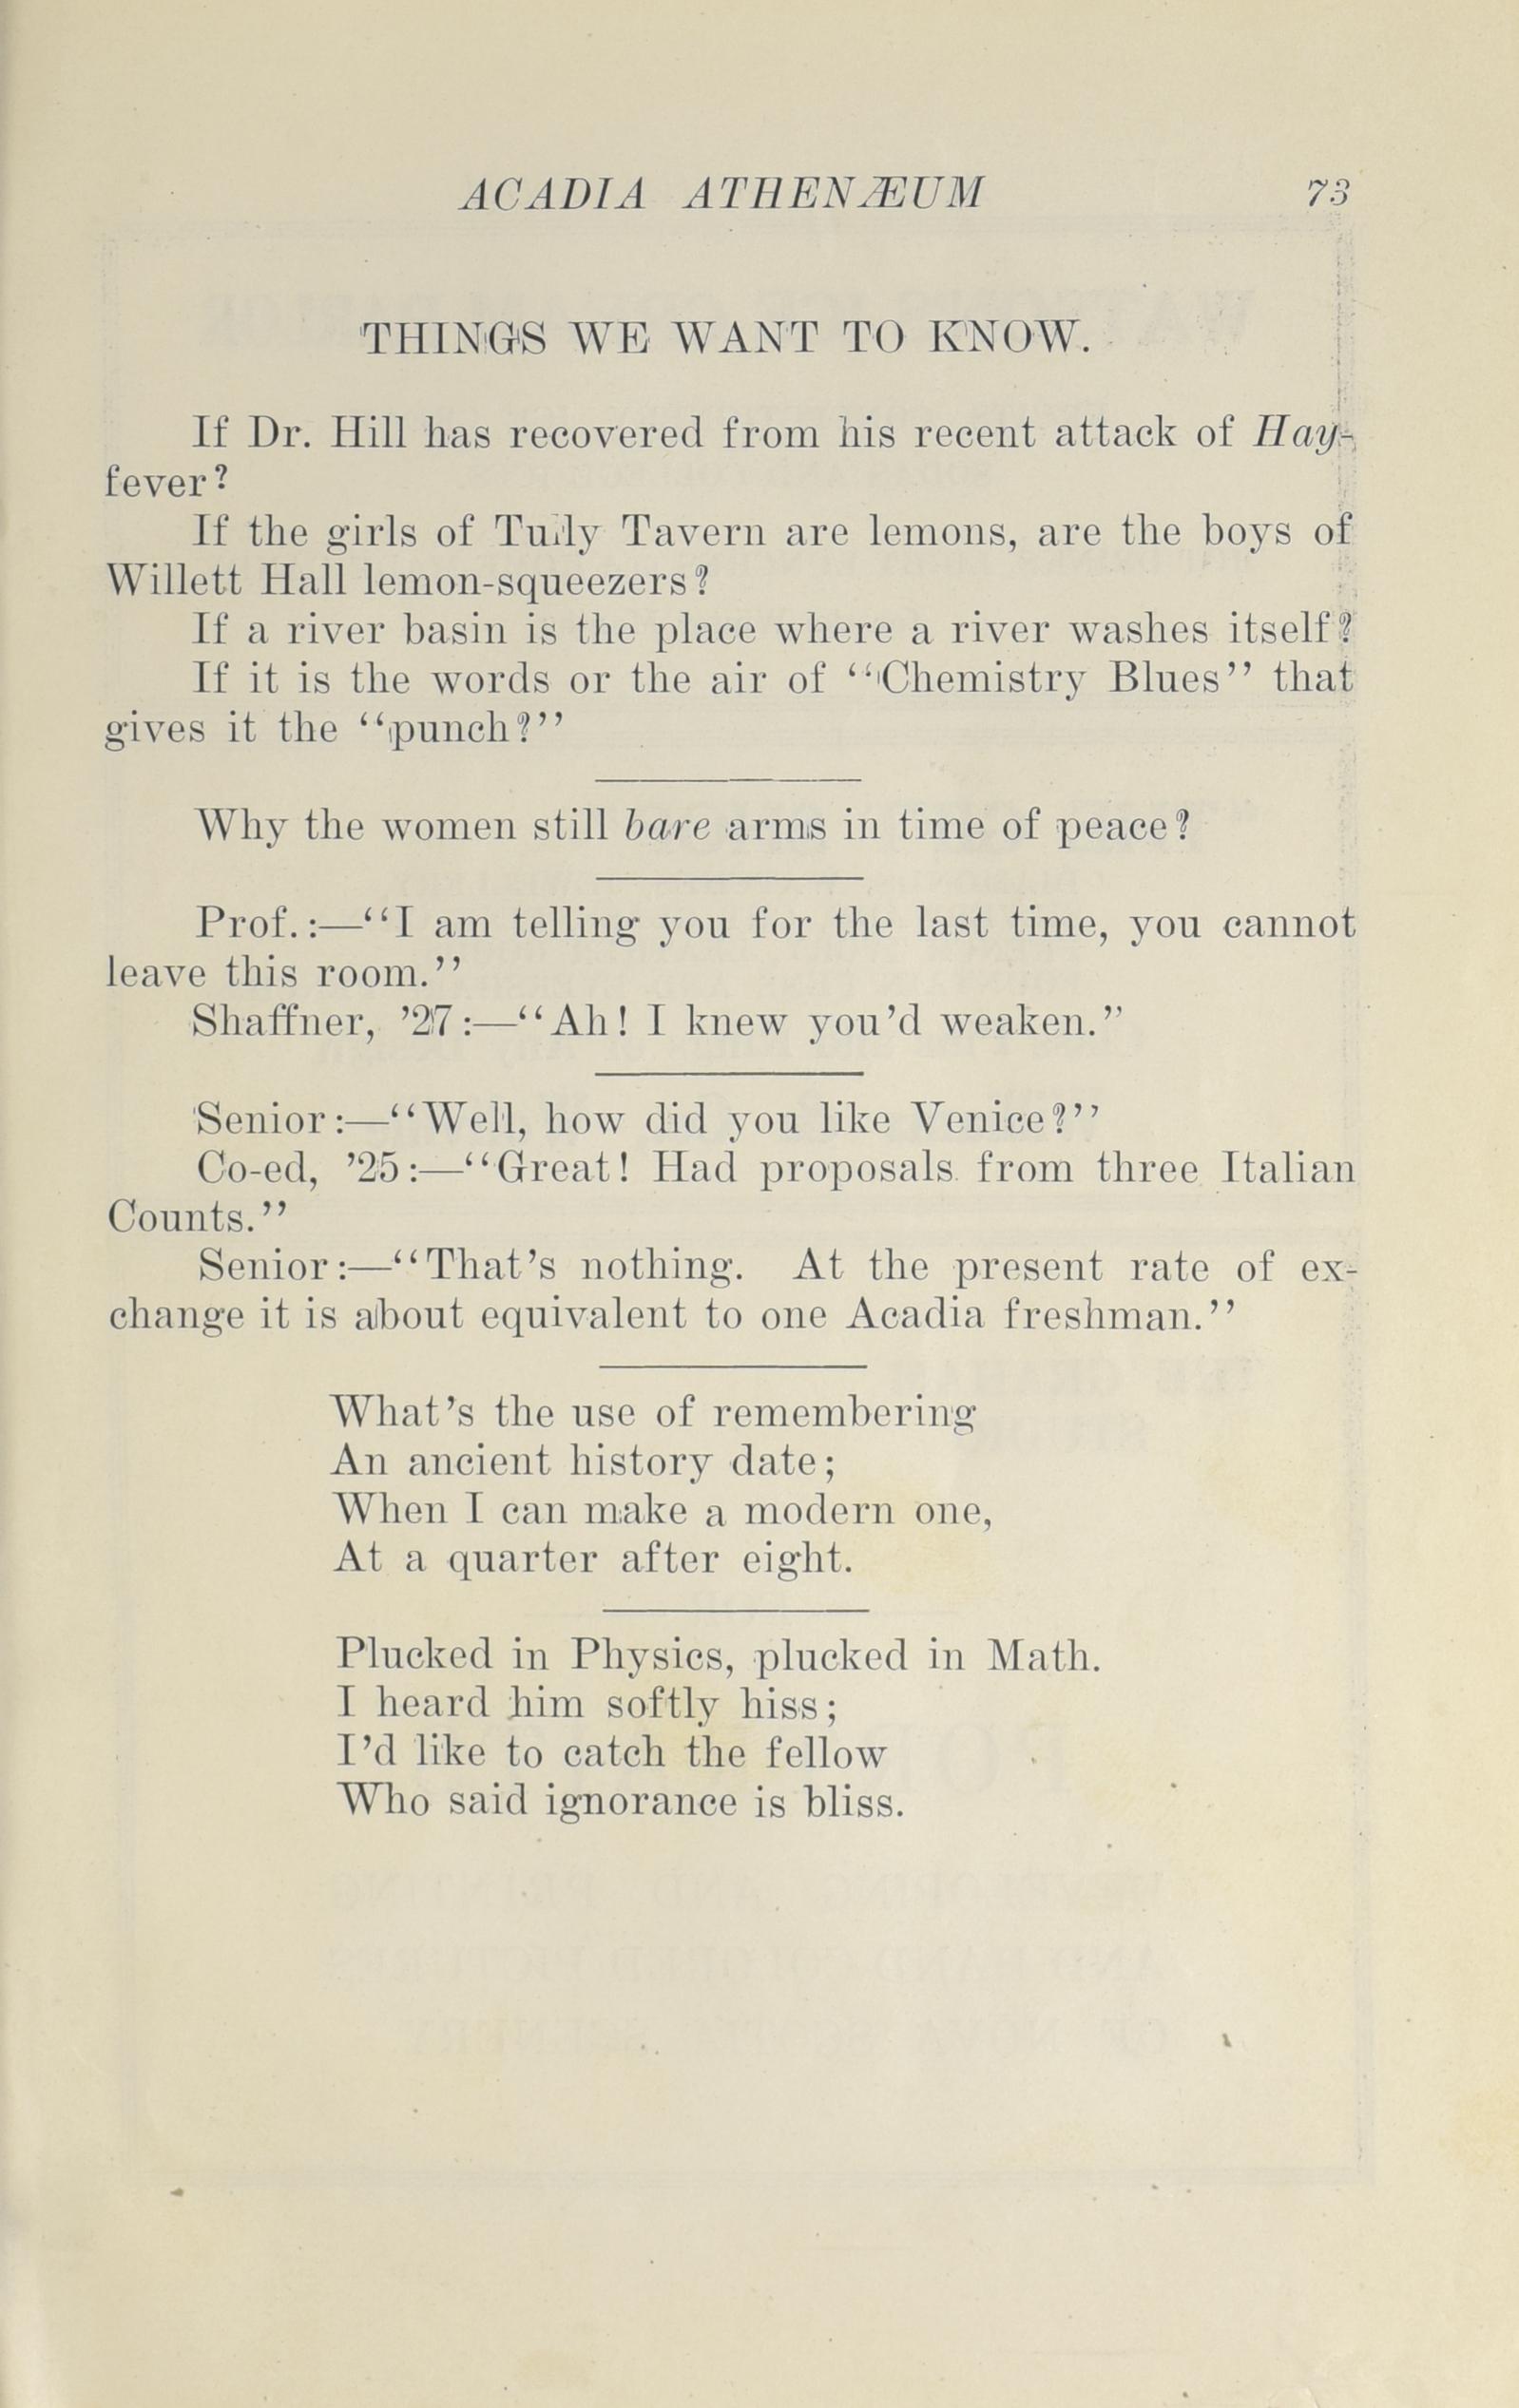 ACADIA ATHENÆUM 73
THINGS WE WANT TO KNOW.
If Dr. Hill has recovered from his recent attack of Hay-
fever?
If the girls of Tully Tavern are lemons, are the boys of
Willett Hall lemon-squeezers?
If a river basin is the place where a river washes itself?
If it is the words or the air of “Chemistry Blues” that
gives it the “punch?”
Why the women still bare arms in time of peace?
Prof.:—“I am telling you for the last time, you cannot
leave this room.”
Shaffner, ’27:—“Ah! I knew you’d weaken.”
Senior:—“Well, how did you like Venice?”
Co-ed, ’25:—“Great! Had proposals from three Italian
Counts.”
Senior:—“That’s nothing. At the present rate of ex-
change it is about equivalent to one Acadia freshman.”
What’s the use of remembering
An ancient history date;
When I can make a modern one,
At a quarter after eight.
Plucked in Physics, plucked in Math.
I heard him softly hiss;
I’d like to catch the fellow
Who said ignorance is bliss.